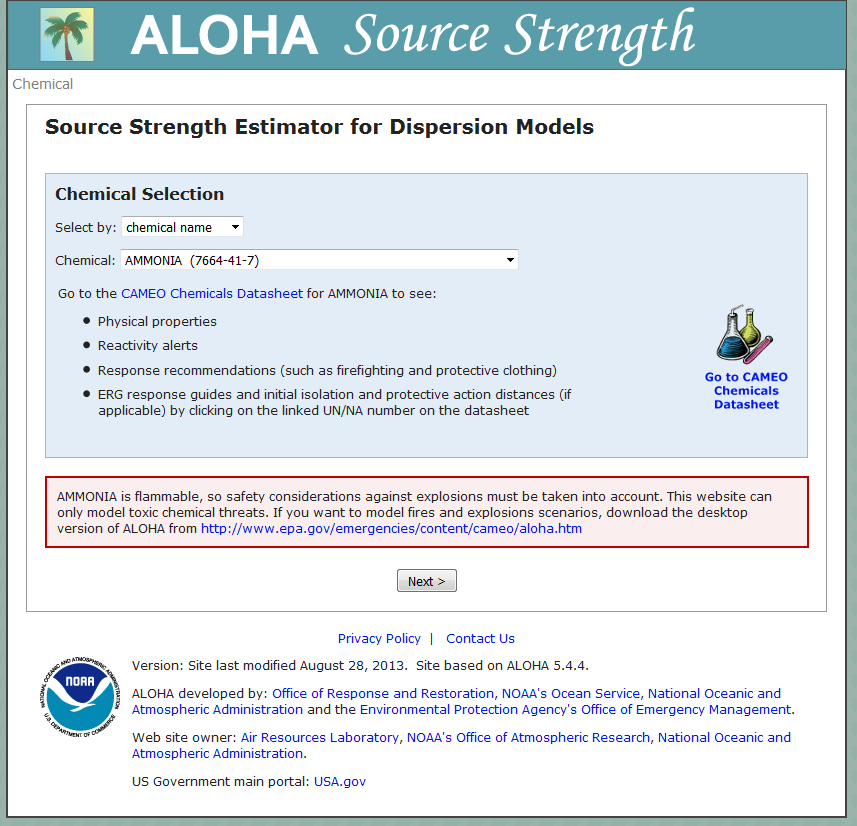 ALOHA Source Strength
Chemical
Source Strength Estimator for Dispersion Models
Chemical Selection
Select by: chemical name
Chemical: AMMONIA (7664-41-7)
Go to the CAMEO Chemicals Datasheet for AMMONIA to see:
• Physical properties
• Reactivity alerts
• Response recommendations (such as firefighting and protective clothing)
• ERG response guides and initial isolation and protective action distances (if
applicable) by clicking on the linked UN/NA number on the datasheet
Go to CAMEO
Chemicals
Datasheet
AMMONIA is flammable, so safety considerations against explosions must be taken into account. This website can
only model toxic chemical threats. If you want to model fires and explosions scenarios, download the desktop
version of ALOHA from http://www.epa.gov/emergencies/content/cameo/aloha.htm
Next >
Privacy Policy | Contact Us
NATIONAL OCEANIC AND ATMOSPHERIC ADMINISTRATION
NOAA
U.S. DEPARTMENT OF COMMERCE
Version: Site last modified August 28, 2013. Site based on ALOHA 5.4.4.
ALOHA developed by: Office of Response and Restoration, NOAA's Ocean Service, National Oceanic and
Atmospheric Administration and the Environmental Protection Agency's Office of Emergency Management.
Web site owner: Air Resources Laboratory, NOAA's Office of Atmospheric Research, National Oceanic and
Atmospheric Administration.
US Government main portal: USA.gov